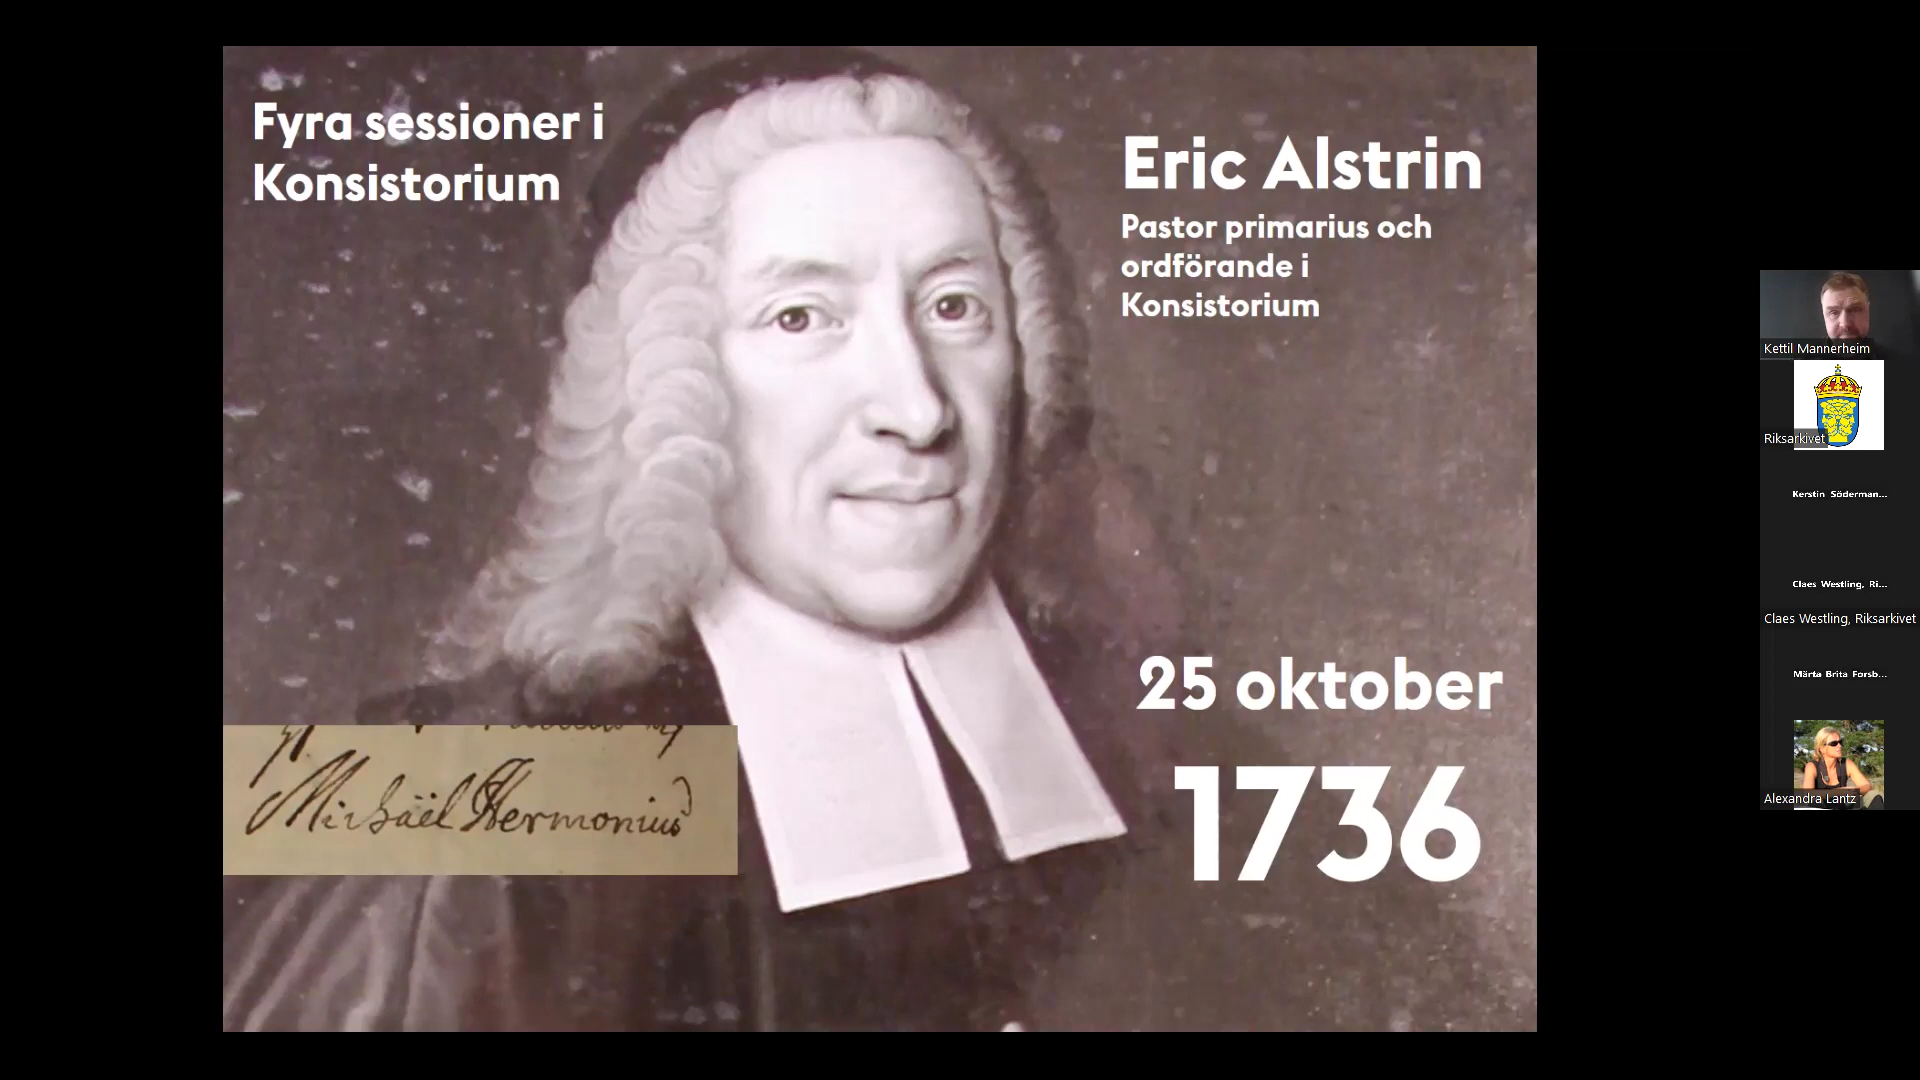 Fyra sessioner i
Konsistorium
Eric Alstrin
Pastor primarius och
ordförande i
Konsistorium
25 oktober
1736
Michaël Hermonius
Kettil Mannerheim
Riksarkivet
Kerstin Söderman...
Claes Westling, Ri...
Claes Westling, Riksarkivet
Märta Brita Forsb...
Alexandra Lantz